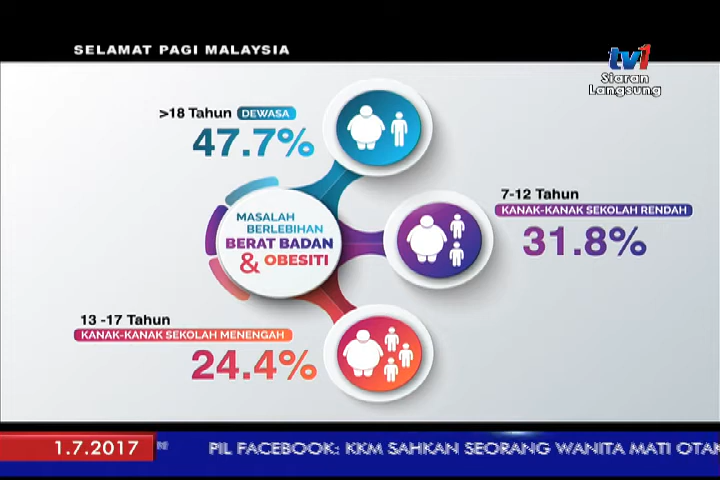 SELAMAT PAGI MALAYSIA
tv1
Siaran
Langsung
>18 Tahun DEWASA
47.7%
7-12 Tahun
KANAK-KANAK SEKOLAH RENDAH
31.8%
MASALAH
BERLEBIHAN
BERAT BADAN
& OBESITI
13 -17 Tahun
KANAK-KANAK SEKOLAH MENENGAH
24.4%
1.7.2017
PIL FACEBOOK: KKM SAHKAN SEORANG WANITA MATI OTAK